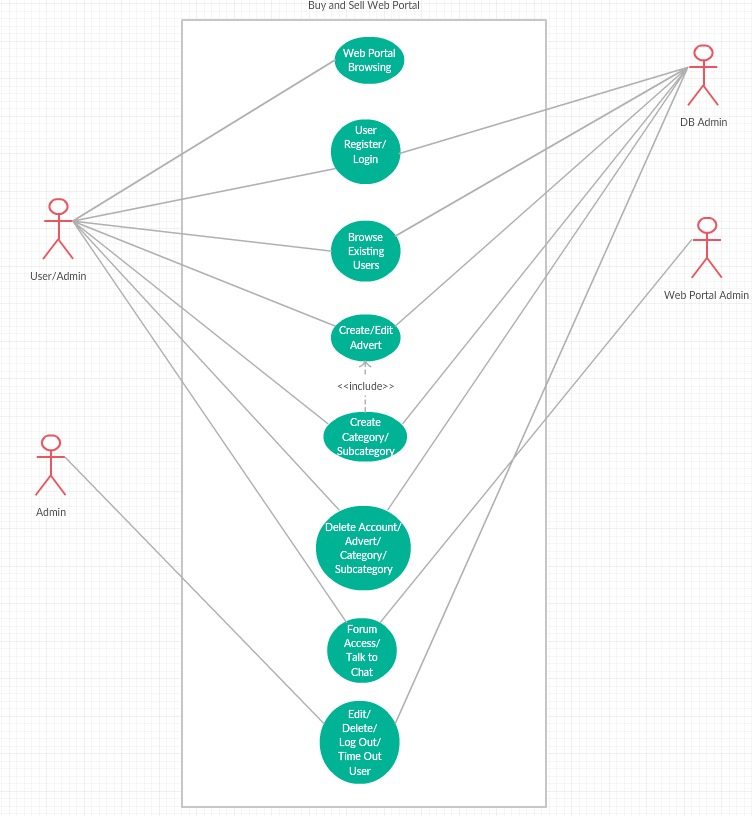 Buy and Sell Web Portal
Web Portal
Browsing
DB Admin
User
Register/
Login
User/Admin
Browse
Existing
Users
Web Portal Admin
Create/Edit
Advert
<<include>>
Create
Category/
Subcategory
Admin
Delete Account/
Advert/
Category/
Subcategory
Forum
Access/
Talk to
Chat
Edit/
Delete/
Log Out/
Time Out
User